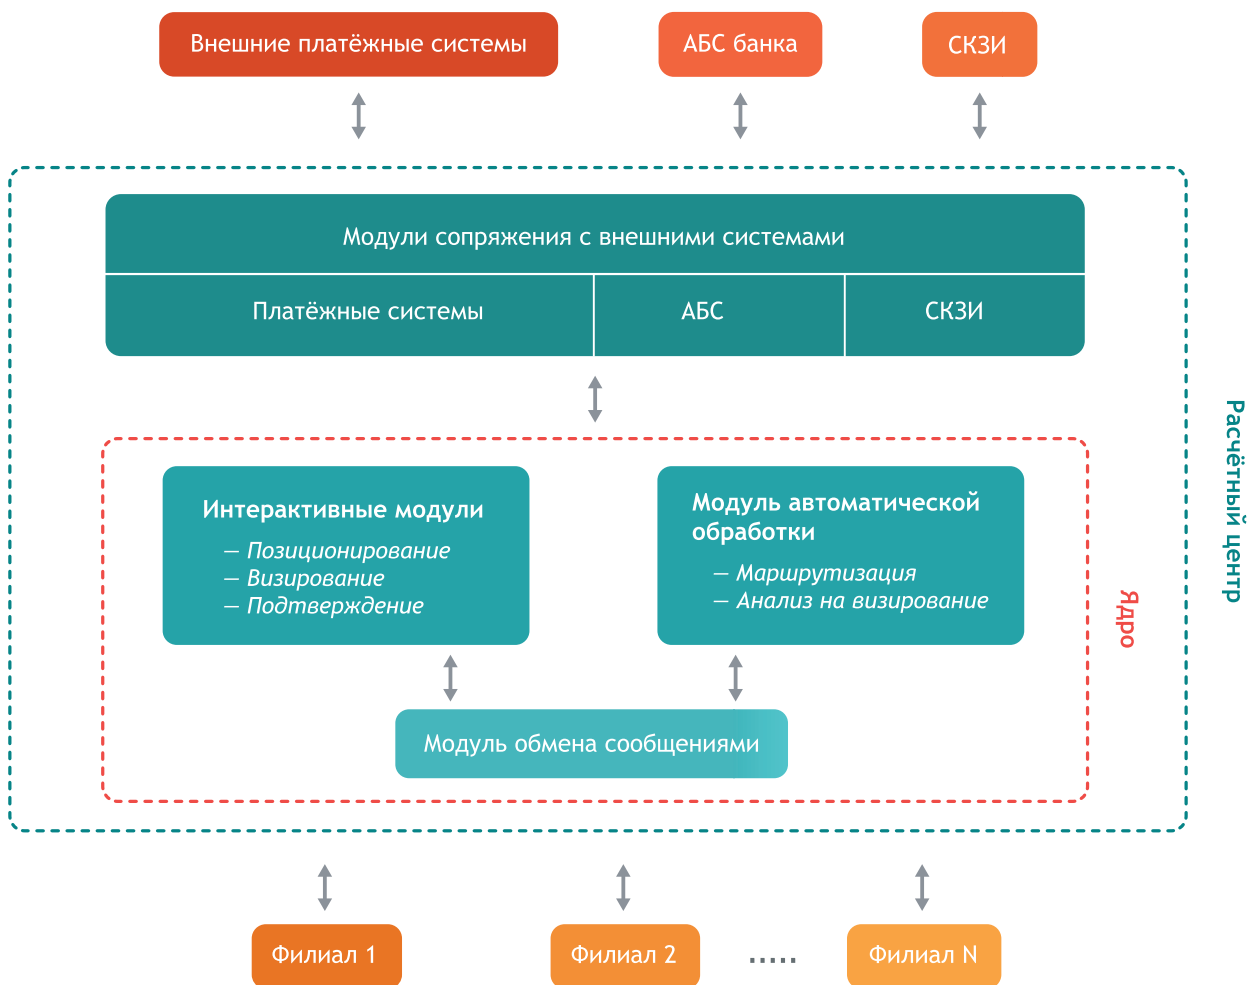 Внешние платёжные системы
АБС банка
СКЗИ
Модули сопряжения с внешними системами
Платёжные системы
АБС
СКЗИ
Расчётный центр
Интерактивные модули
— Позиционирование
— Визирование
— Подтверждение
Модуль автоматической
обработки
— Маршрутизация
— Анализ на визирование
Ядро
Модуль обмена сообщениями
Филиал 1
Филиал 2
.....
Филиал N